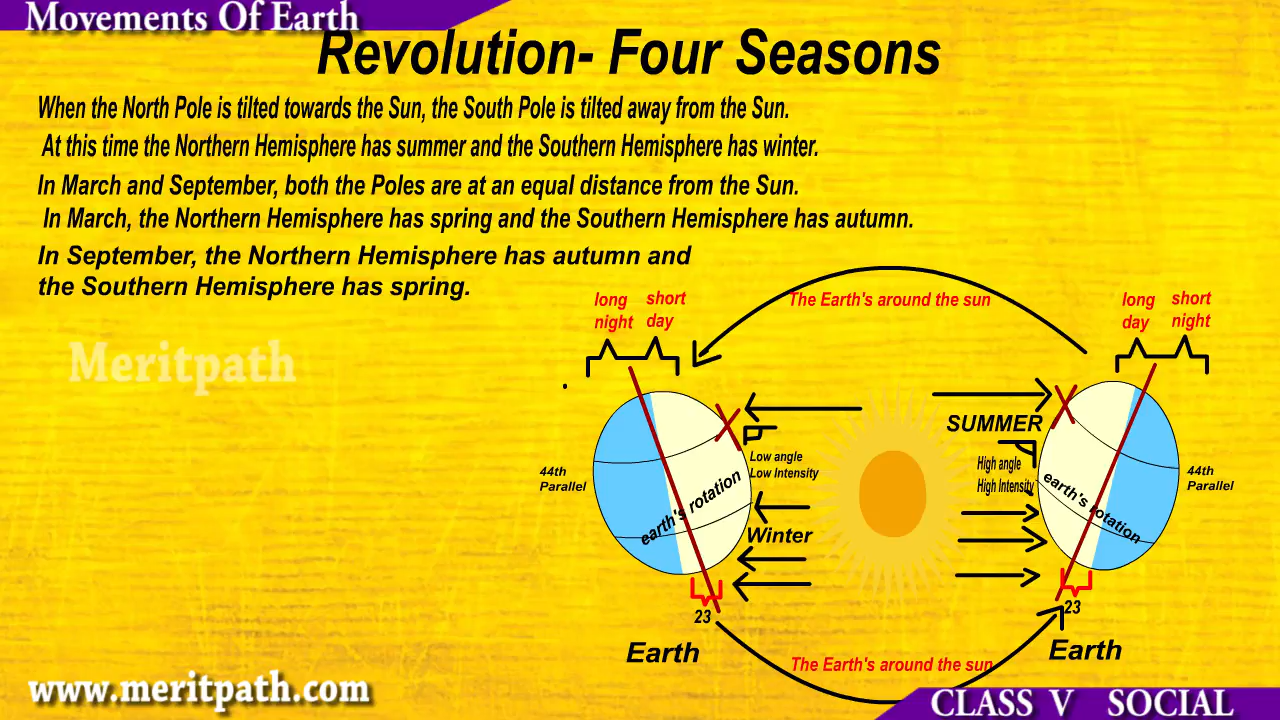 Movements Of Earth
Revolution- Four Seasons
When the North Pole is tilted towards the Sun, the South Pole is tilted away from the Sun.
At this time the Northern Hemisphere has summer and the Southern Hemisphere has winter.
In March and September, both the Poles are at an equal distance from the Sun.
In March, the Northern Hemisphere has spring and the Southern Hemisphere has autumn.
In September, the Northern Hemisphere has autumn and
the Southern Hemisphere has spring.
Meritpath
long
night
short
day
The Earth's around the sun
long
day
short
night
SUMMER
Low angle
Low Intensity
High angle
High Intensity
44th
Parallel
44th
Parallel
earth's rotation
earth's rotation
Winter
23
23
Earth
Earth
The Earth's around the sun
www.meritpath.com
CLASS V SOCIAL